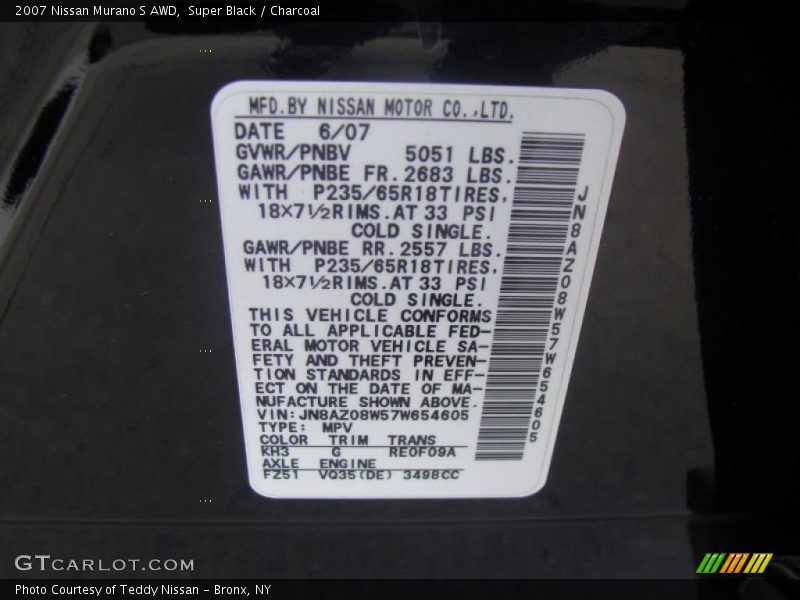 2007 Nissan Murano S AWD,  Super Black / Charcoal
MFD.BY NISSAN MOTOR CO.,LTD.
DATE 6/07
GVWR/PNBV 5051 LBS.
GAWR/PNBE FR. 2683 LBS.
WITH P235/65R18TIRES,
18×7½RIMS.AT 33 PSI
COLD SINGLE.
GAWR/PNBE RR. 2557 LBS.
WITH P235/65R18TIRES,
18×7½RIMS.AT 33 PSI
COLD SINGLE.
THIS VEHICLE CONFORMS
TO ALL APPLICABLE FED-
ERAL MOTOR VEHICLE SA-
FETY AND THEFT PREVEN-
TION STANDARDS IN EFF-
ECT ON THE DATE OF MA-
NUFACTURE SHOWN ABOVE.
VIN:JN8AZ08W57W654605
TYPE: MPV
COLOR TRIM TRANS
KH3 G RE0F09A
AXLE ENGINE
FZ51 VQ35(DE) 3498CC
JN8AZ08W57W654605
GTCARLOT.COM
Photo Courtesy of Teddy Nissan - Bronx, NY